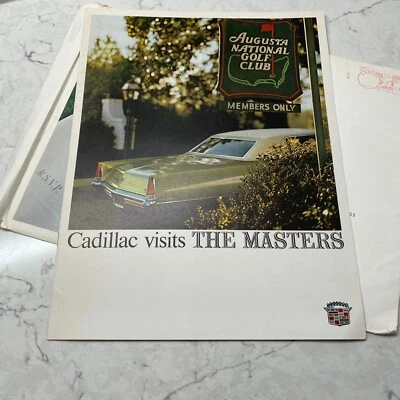 AUGUSTA
NATIONAL
GOLF
CLUB
MEMBERS ONLY
Cadillac visits THE MASTERS
R.S.V.P.